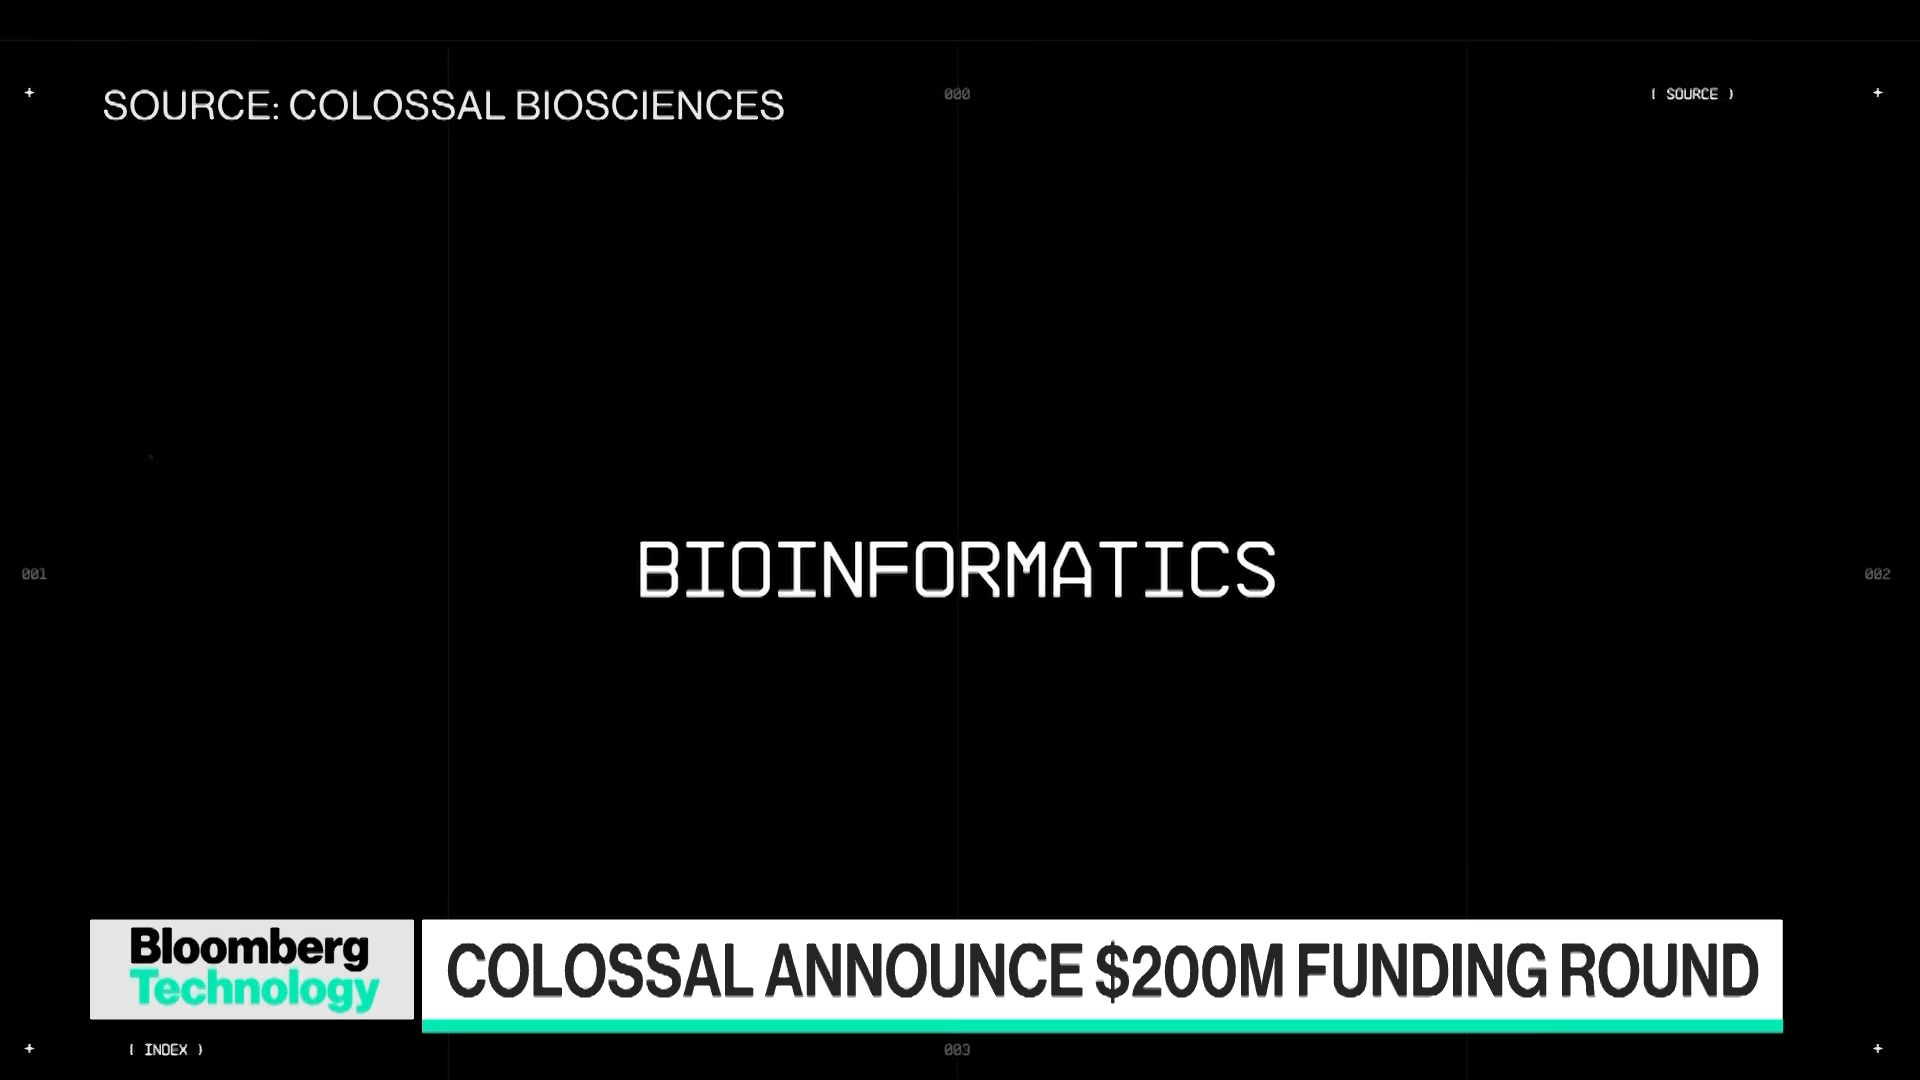 SOURCE: COLOSSAL BIOSCIENCES
000
[ SOURCE ]
001
BIOINFORMATICS
002
Bloomberg
Technology
COLOSSAL ANNOUNCE $200M FUNDING ROUND
[ INDEX ]
003